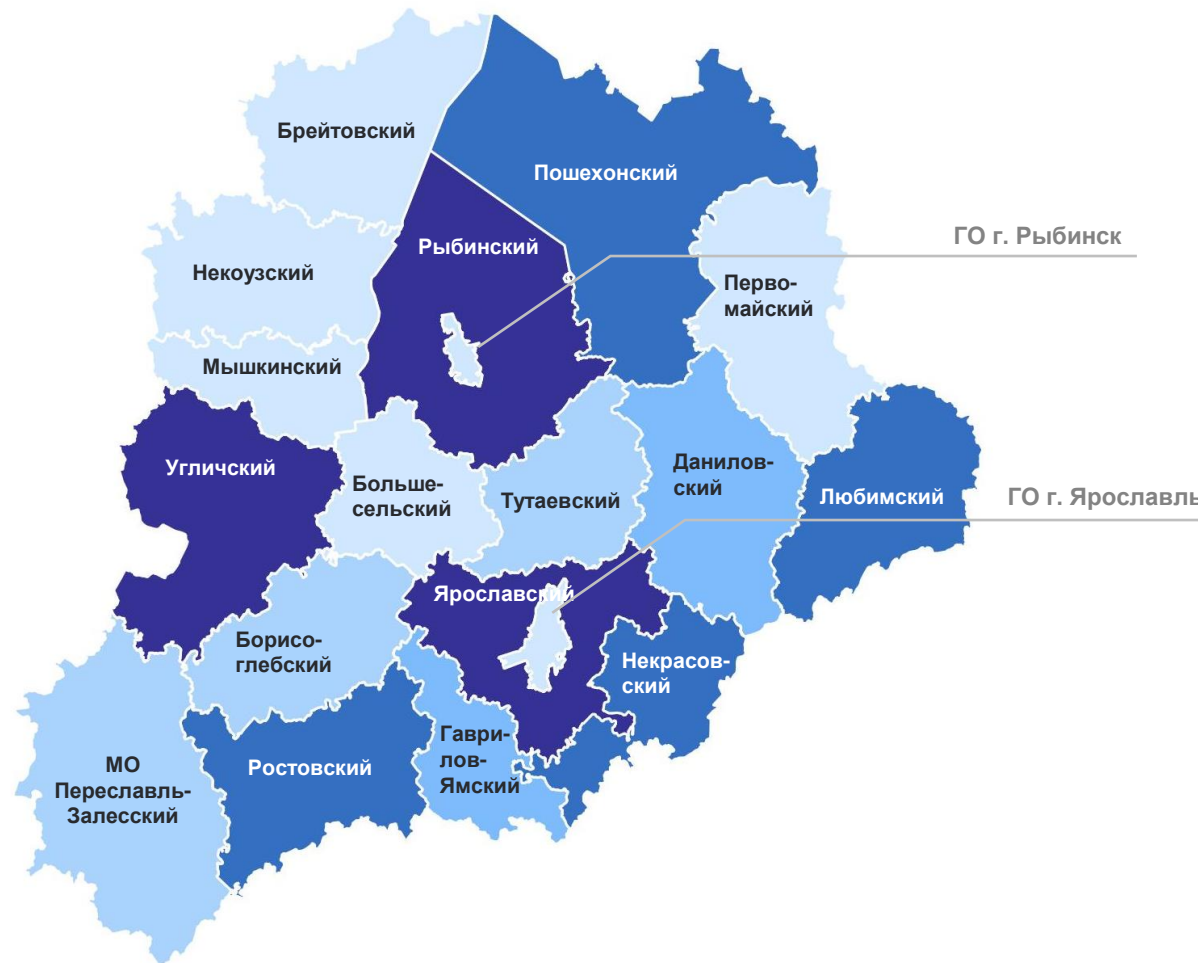 Брейтовский
Пошехонский
ГО г. Рыбинск
Рыбинский
Некоузский
Перво-
майский
Мышкинский
Угличский
Больше-
сельский
Тутаевский
Данилов-
ский
Любимский
ГО г. Ярославль
Ярославский
Борисо-
глебский
Некрасов-
ский
Гаври-
лов-
Ямский
Ростовский
МО
Переславль-
Залесский